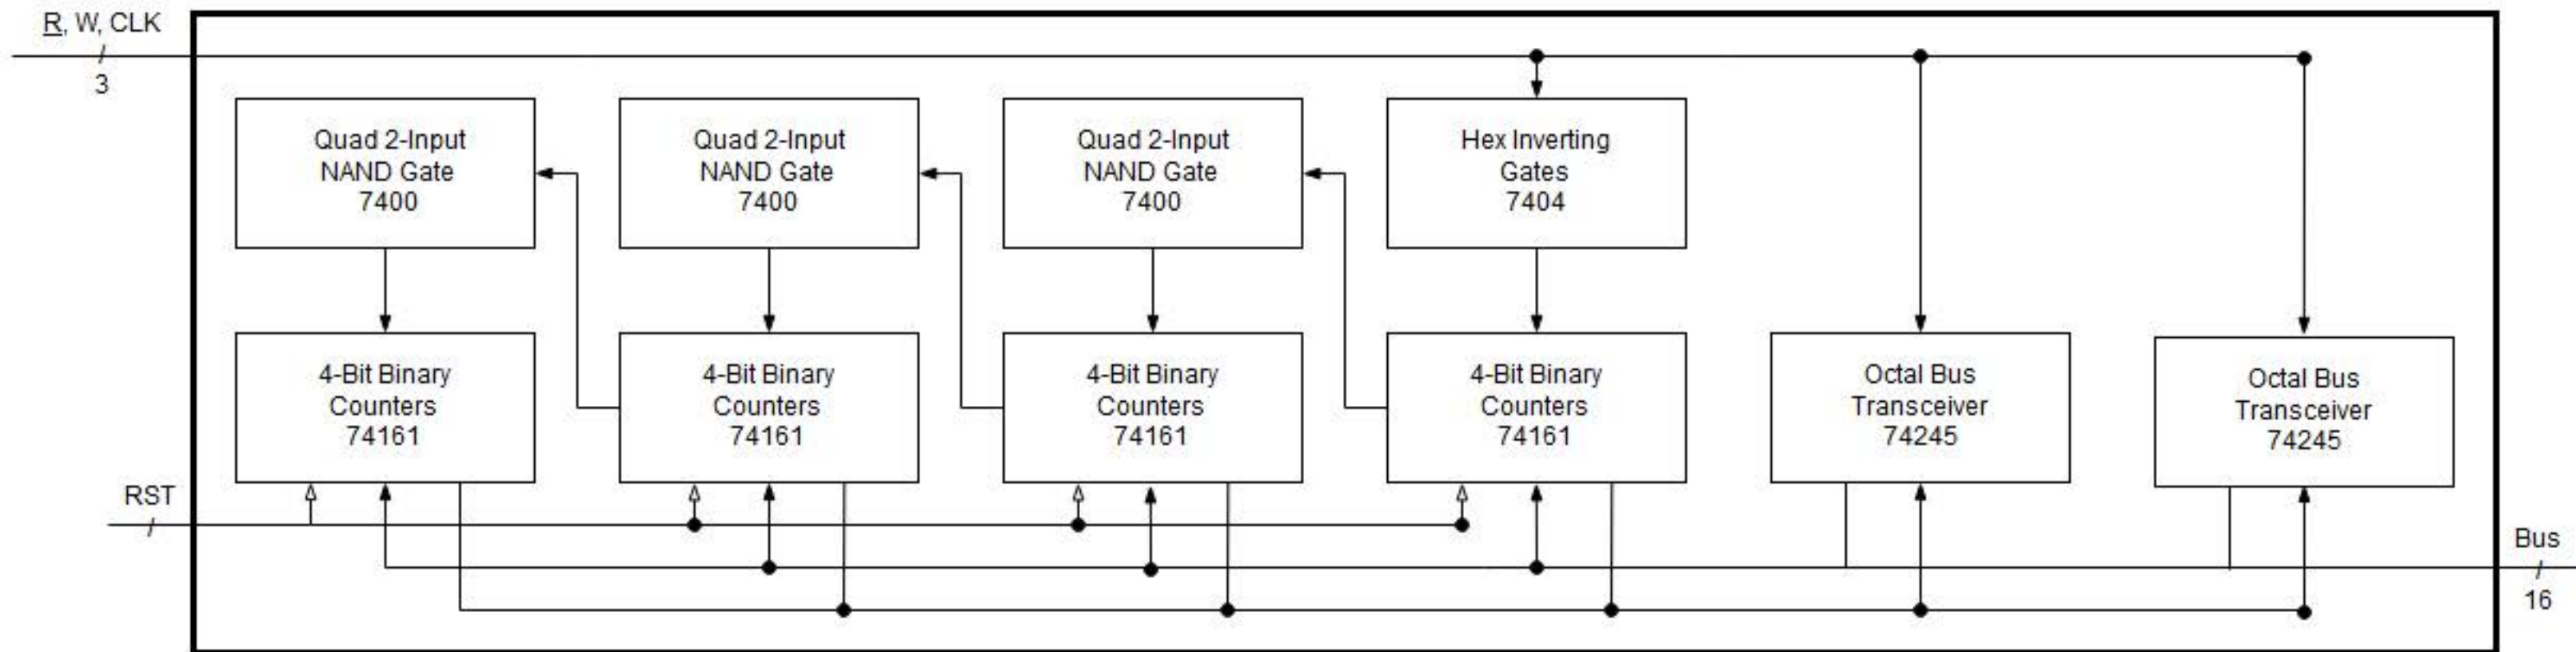 R, W, CLK
/
3
Quad 2-Input
NAND Gate
7400
Quad 2-Input
NAND Gate
7400
Quad 2-Input
NAND Gate
7400
Hex Inverting
Gates
7404
4-Bit Binary
Counters
74161
4-Bit Binary
Counters
74161
4-Bit Binary
Counters
74161
4-Bit Binary
Counters
74161
Octal Bus
Transceiver
74245
Octal Bus
Transceiver
74245
RST
/
Bus
/
16